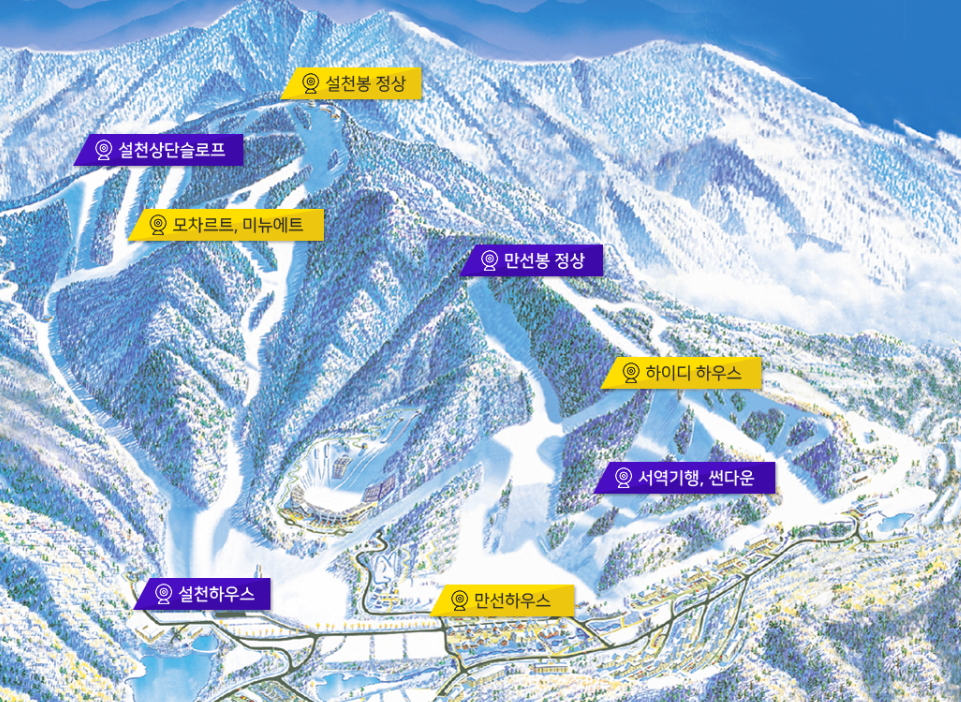 설천봉 정상
설천상단슬로프
모차르트, 미뉴에트
만선봉 정상
하이디 하우스
서역기행, 썬다운
설천하우스
만선하우스